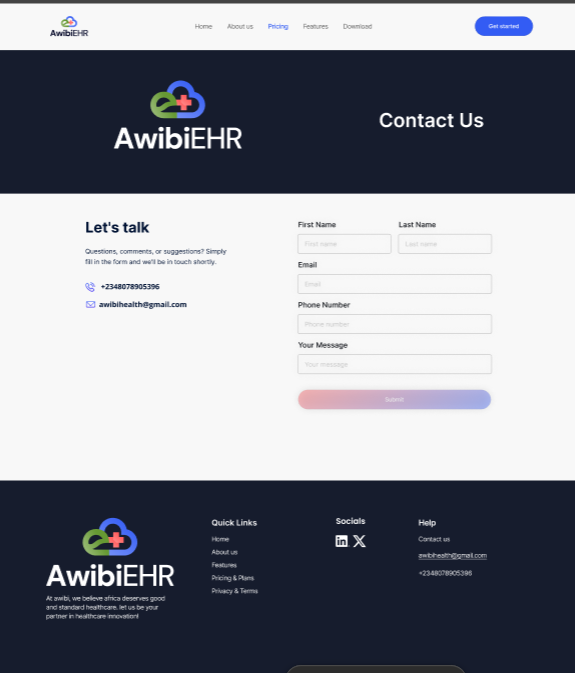 AwibiEHR
Home About us Pricing Features Download
Get started
AwibiEHR
Contact Us
Let's talk
Questions, comments, or suggestions? Simply
fill in the form and we'll be in touch shortly.
+2348078905396
awibihealth@gmail.com
First Name Last Name
First name Last name
Email
Email
Phone Number
Phone number
Your Message
Your message
Submit
AwibiEHR
At awibi, we believe africa deserves good
and standard healthcare. let us be your
partner in healthcare innovation!
Quick Links
Home
About us
Features
Pricing & Plans
Privacy & Terms
Socials
Help
Contact us
awibihealth@gmail.com
+2348078905396